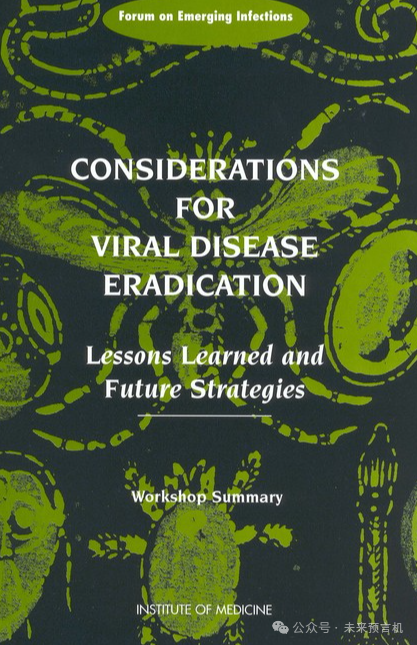 Forum on Emerging Infections
CONSIDERATIONS
FOR
VIRAL DISEASE
ERADICATION
Lessons Learned and
Future Strategies
Workshop Summary
INSTITUTE OF MEDICINE
公众号 · 未来预言机